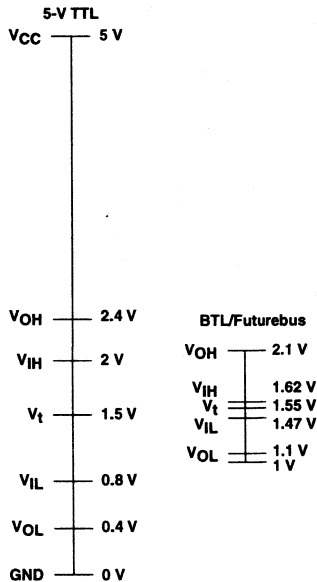 5-V TTL
VCC 5 V
VOH 2.4 V
VIH 2 V
Vt 1.5 V
VIL 0.8 V
VOL 0.4 V
GND 0 V
BTL/Futurebus
VOH 2.1 V
VIH 1.62 V
Vt 1.55 V
VIL 1.47 V
VOL 1.1 V
1 V